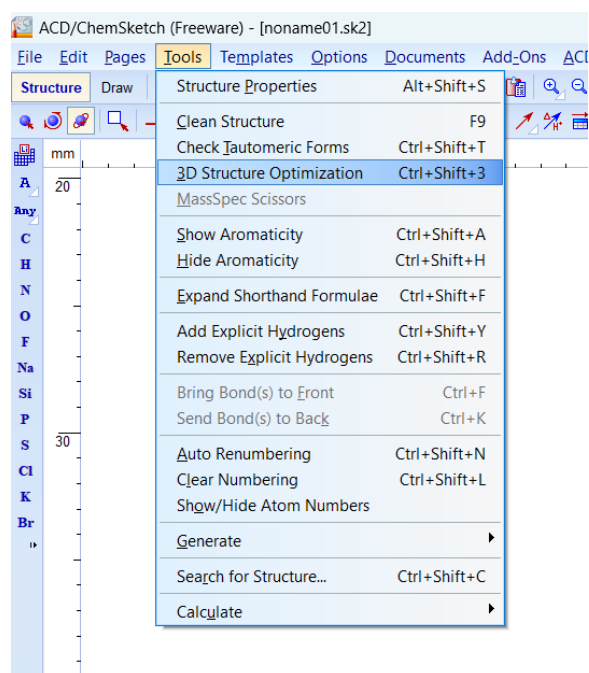 ACD/ChemSketch (Freeware) - [noname01.sk2]
File Edit Pages Tools Templates Options Documents Add-Ons
Structure Draw
mm
20
30
A
Any
C
H
N
O
F
Na
Si
P
S
Cl
K
Br
Structure Properties Alt+Shift+S
Clean Structure F9
Check Tautomeric Forms Ctrl+Shift+T
3D Structure Optimization Ctrl+Shift+3
MassSpec Scissors
Show Aromaticity Ctrl+Shift+A
Hide Aromaticity Ctrl+Shift+H
Expand Shorthand Formulae Ctrl+Shift+F
Add Explicit Hydrogens Ctrl+Shift+Y
Remove Explicit Hydrogens Ctrl+Shift+R
Bring Bond(s) to Front Ctrl+F
Send Bond(s) to Back Ctrl+K
Auto Renumbering Ctrl+Shift+N
Clear Numbering Ctrl+Shift+L
Show/Hide Atom Numbers
Generate
Search for Structure... Ctrl+Shift+C
Calculate